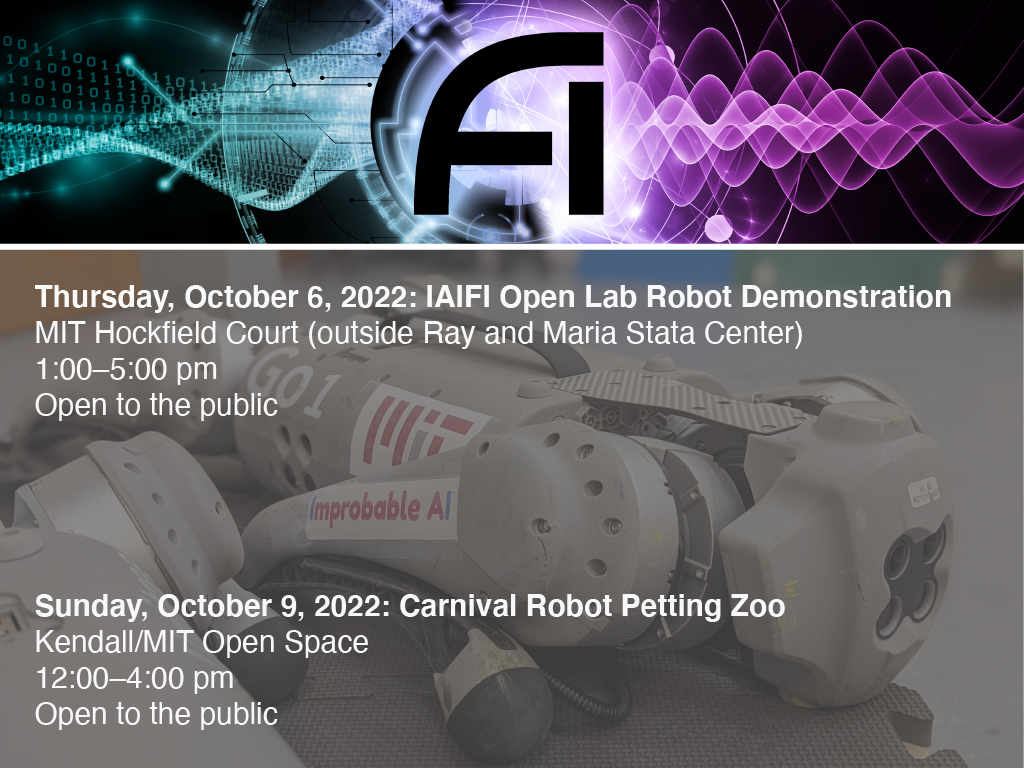 Fi
Thursday, October 6, 2022: IAIFI Open Lab Robot Demonstration
MIT Hockfield Court (outside Ray and Maria Stata Center)
1:00–5:00 pm
Open to the public
GO1
MIT
Improbable AI
Sunday, October 9, 2022: Carnival Robot Petting Zoo
Kendall/MIT Open Space
12:00–4:00 pm
Open to the public